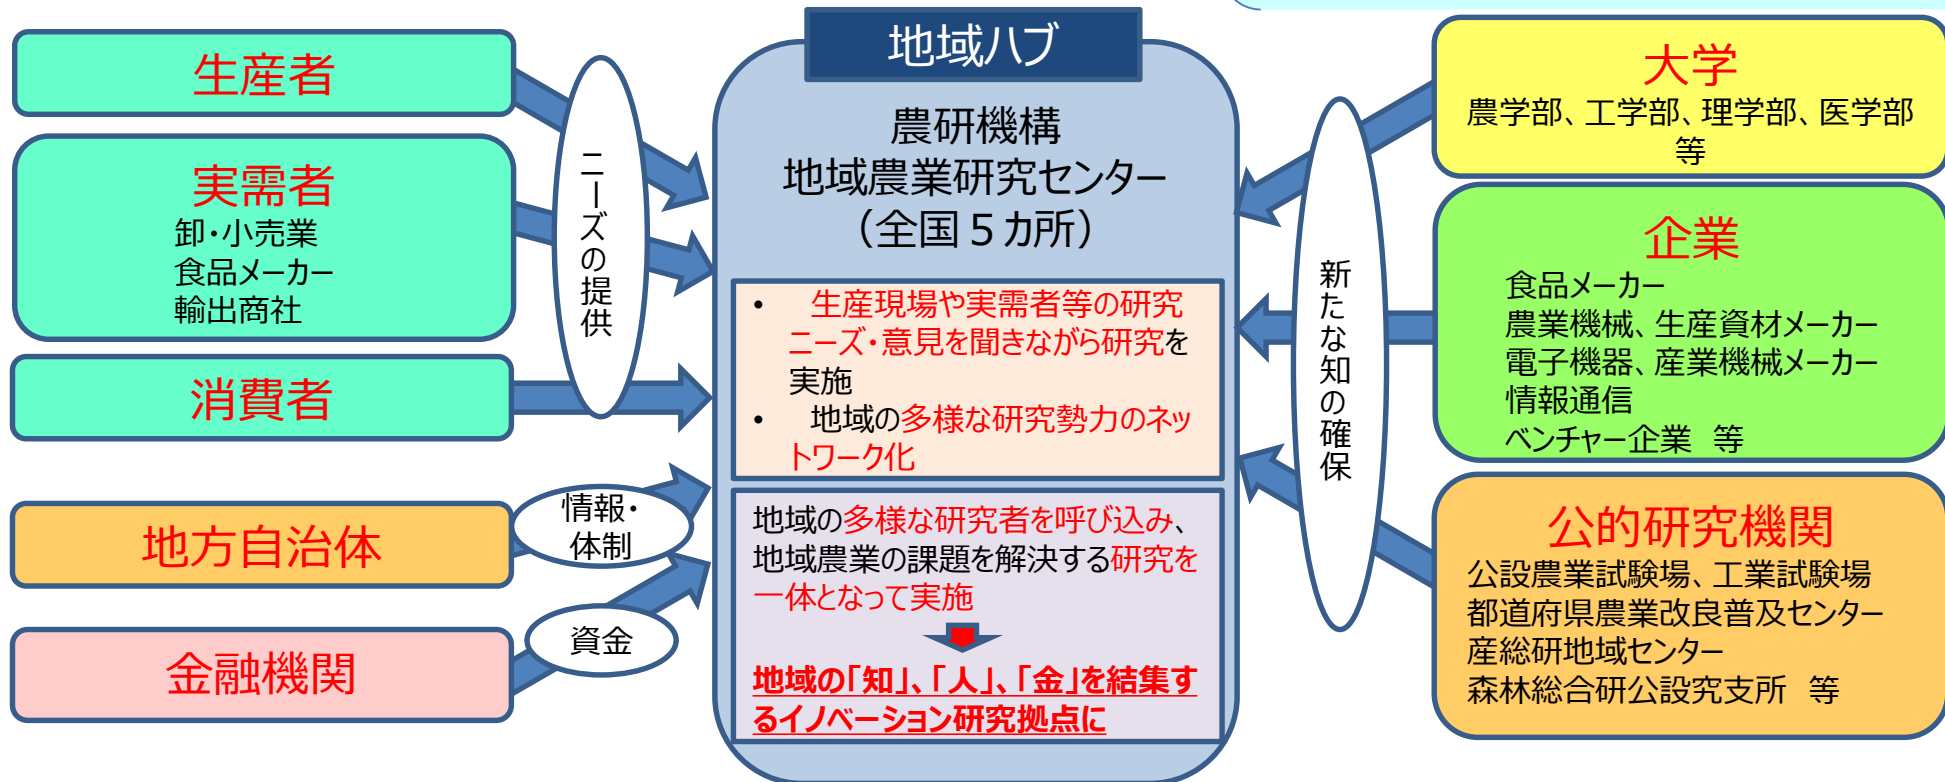 生産者
実需者
卸・小売業
食品メーカー
輸出商社
消費者
地方自治体
金融機関
ニーズの提供
情報・
体制
資金
地域ハブ
農研機構
地域農業研究センター
（全国５カ所）
• 生産現場や実需者等の研究
ニーズ・意見を聞きながら研究を
実施
• 地域の多様な研究勢力のネッ
トワーク化
地域の多様な研究者を呼び込み、
地域農業の課題を解決する研究を
一体となって実施
地域の「知」、「人」、「金」を結集す
るイノベーション研究拠点に
新たな知の確保
大学
農学部、工学部、理学部、医学部
等
企業
食品メーカー
農業機械、生産資材メーカー
電子機器、産業機械メーカー
情報通信
ベンチャー企業　等
公的研究機関
公設農業試験場、工業試験場
都道府県農業改良普及センター
産総研地域センター
森林総合研公設究支所　等